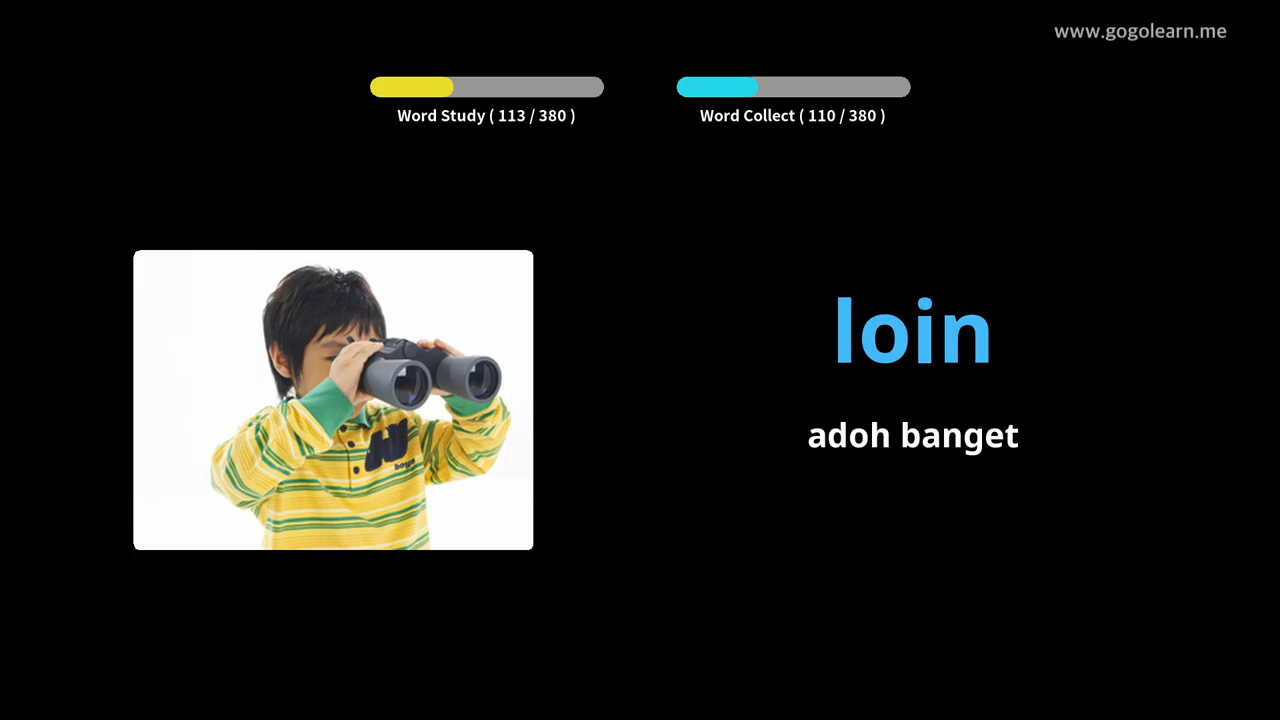 www.gogolearn.me
Word Study ( 113 / 380 )
Word Collect ( 110 / 380 )
loin
adoh banget